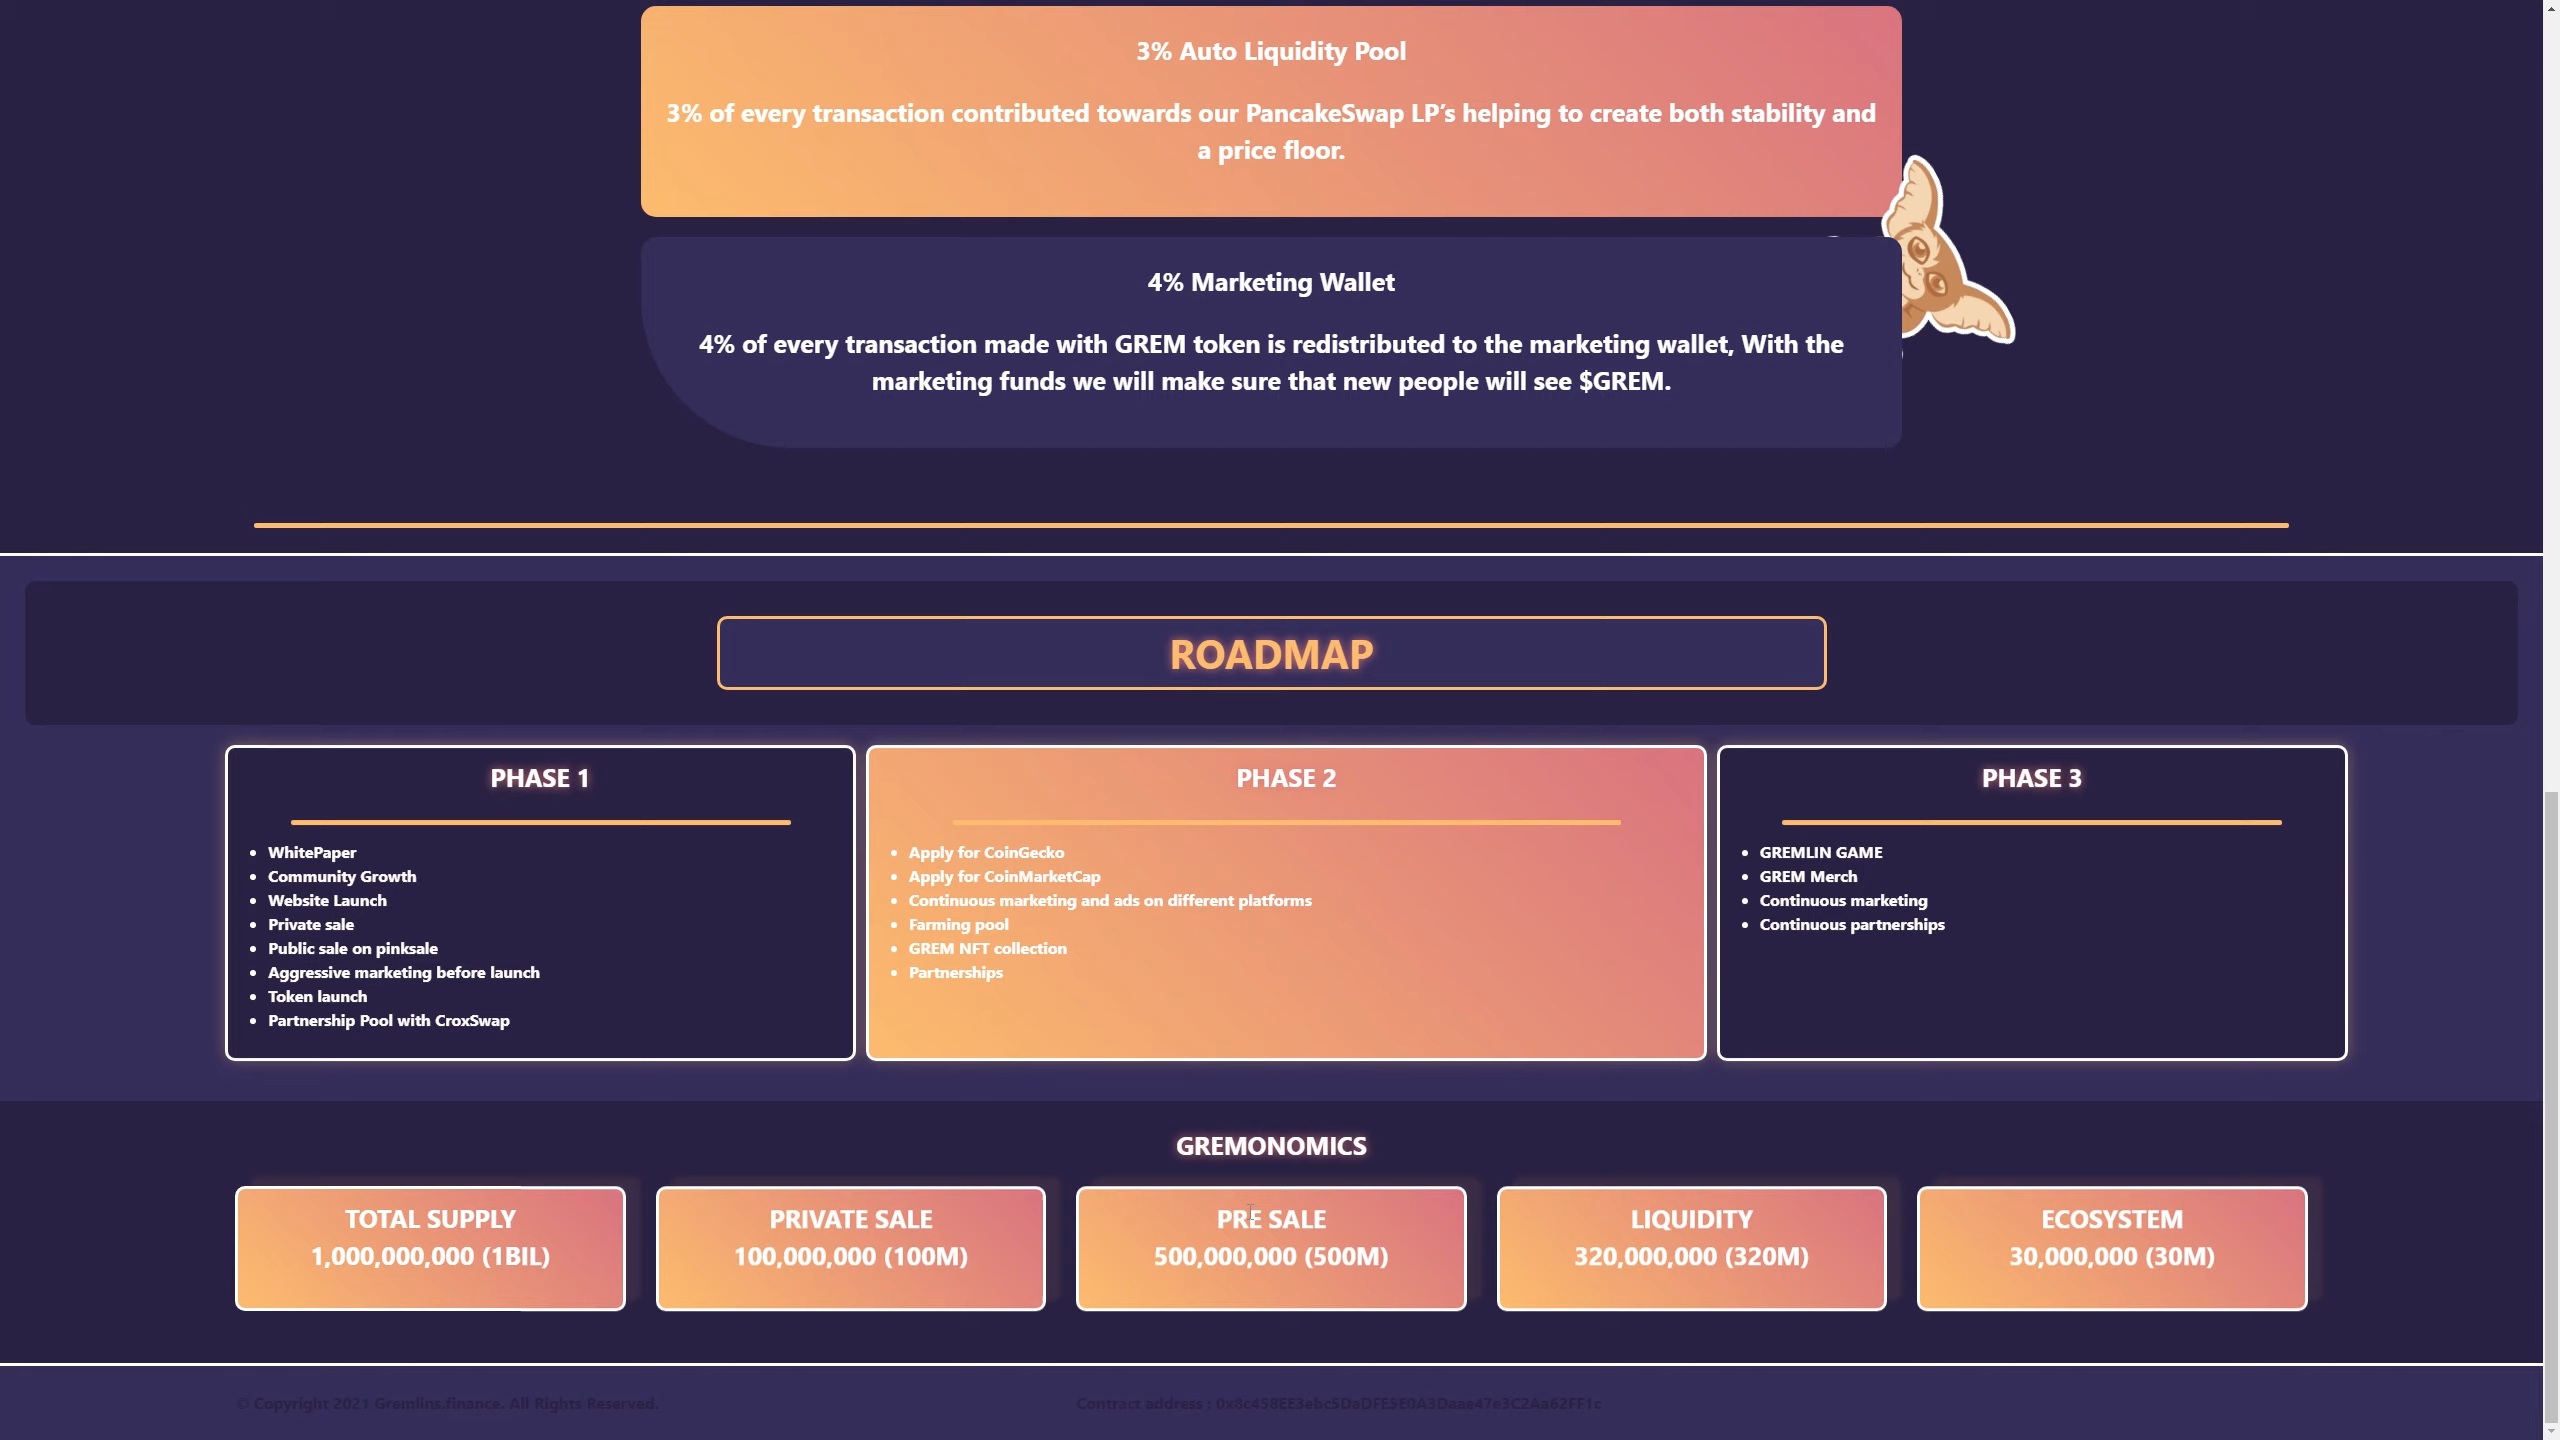 3% Auto Liquidity Pool
3% of every transaction contributed towards our PancakeSwap LP's helping to create both stability and
a price floor.
4% Marketing Wallet
4% of every transaction made with GREM token is redistributed to the marketing wallet, With the
marketing funds we will make sure that new people will see $GREM.
ROADMAP
PHASE 1
WhitePaper
Community Growth
Website Launch
Private sale
Public sale on pinksale
Aggressive marketing before launch
Token launch
Partnership Pool with CroxSwap
PHASE 2
Apply for CoinGecko
Apply for CoinMarketCap
Continuous marketing and ads on different platforms
Farming pool
GREM NFT collection
Partnerships
PHASE 3
GREMLIN GAME
GREM Merch
Continuous marketing
Continuous partnerships
GREMONOMICS
TOTAL SUPPLY
1,000,000,000 (1BIL)
PRIVATE SALE
100,000,000 (100M)
PRE SALE
500,000,000 (500M)
LIQUIDITY
320,000,000 (320M)
ECOSYSTEM
30,000,000 (30M)
© Copyright 2021 Gremlins.finance. All Rights Reserved.
Contract address :